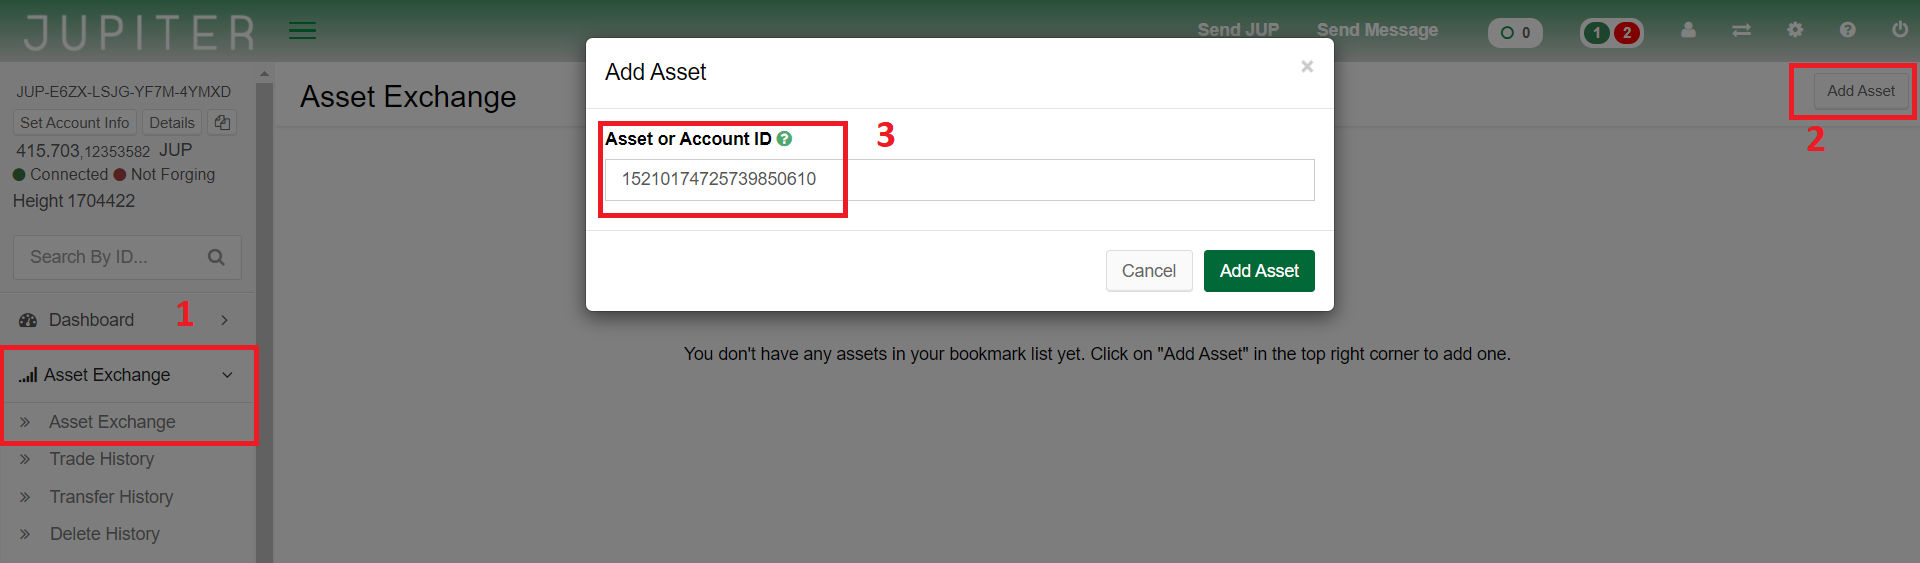 JUPITER
Send JUP Send Message 0 1 2
JUP-E6ZX-LSJG-YF7M-4YMXD
Set Account Info Details
415.703,12353582 JUP
Connected Not Forging
Height 1704422
Search By ID...
1
Dashboard
Asset Exchange
Asset Exchange
Trade History
Transfer History
Delete History
Asset Exchange
Add Asset
2
Add Asset ×
Asset or Account ID ?
3
15210174725739850610
Cancel Add Asset
You don't have any assets in your bookmark list yet. Click on "Add Asset" in the top right corner to add one.